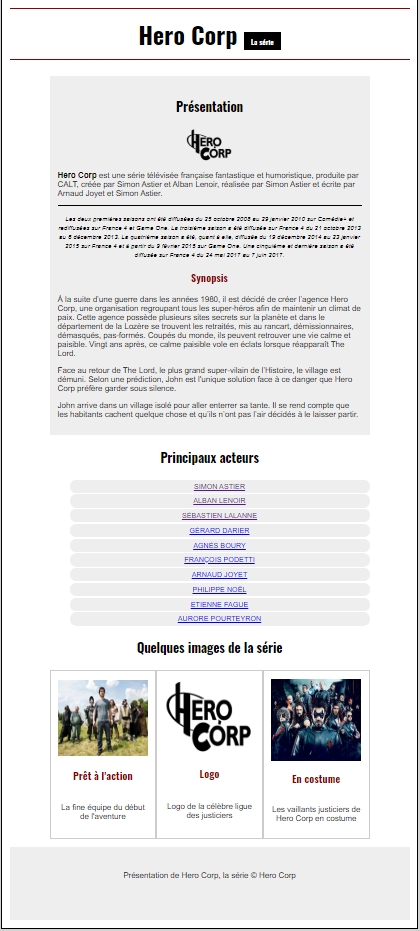 Hero Corp La série
Présentation
HERO
CORP
Hero Corp est une série télévisée française fantastique et humoristique, produite par
CALT, créée par Simon Astier et Alban Lenoir, réalisée par Simon Astier et écrite par
Arnaud Joyet et Simon Astier.
Les deux premières saisons ont été diffusées du 25 octobre 2008 au 29 janvier 2010 sur Comédie+ et
rediffusées sur France 4 et Game One. La troisième saison a été diffusée sur France 4 du 21 octobre 2013
au 6 décembre 2013. La quatrième saison a été, quant à elle, diffusée du 19 décembre 2014 au 23 janvier
2015 sur France 4 et à partir du 9 février 2015 sur Game One. Une cinquième et dernière saison a été
diffusée sur France 4 du 24 mai 2017 au 7 juin 2017.
Synopsis
À la suite d'une guerre dans les années 1980, il est décidé de créer l'agence Hero
Corp, une organisation regroupant tous les super-héros afin de maintenir un climat de
paix. Cette agence possède plusieurs sites secrets sur la planète et dans le
département de la Lozère se trouvent les retraités, mis au rancart, démissionnaires,
démasqués, pas-formés. Coupés du monde, ils peuvent retrouver une vie calme et
paisible. Vingt ans après, ce calme paisible vole en éclats lorsque réapparaît The
Lord.
Face au retour de The Lord, le plus grand super-vilain de l'Histoire, le village est
démuni. Selon une prédiction, John est l'unique solution face à ce danger que Hero
Corp préfère garder sous silence.
John arrive dans un village isolé pour aller enterrer sa tante. Il se rend compte que
les habitants cachent quelque chose et qu'ils n'ont pas l'air décidés à le laisser partir.
Principaux acteurs
SIMON ASTIER
ALBAN LENOIR
SÉBASTIEN LALANNE
GÉRARD DARIER
AGNÈS BOURY
FRANÇOIS PODETTI
ARNAUD JOYET
PHILIPPE NOËL
ETIENNE FAGUE
AURORE POURTEYRON
Quelques images de la série
HERO
CORP
Prêt à l'action
Logo
En costume
La fine équipe du début
de l'aventure
Logo de la célèbre ligue
des justiciers
Les vaillants justiciers de
Hero Corp en costume
Présentation de Hero Corp, la série © Hero Corp